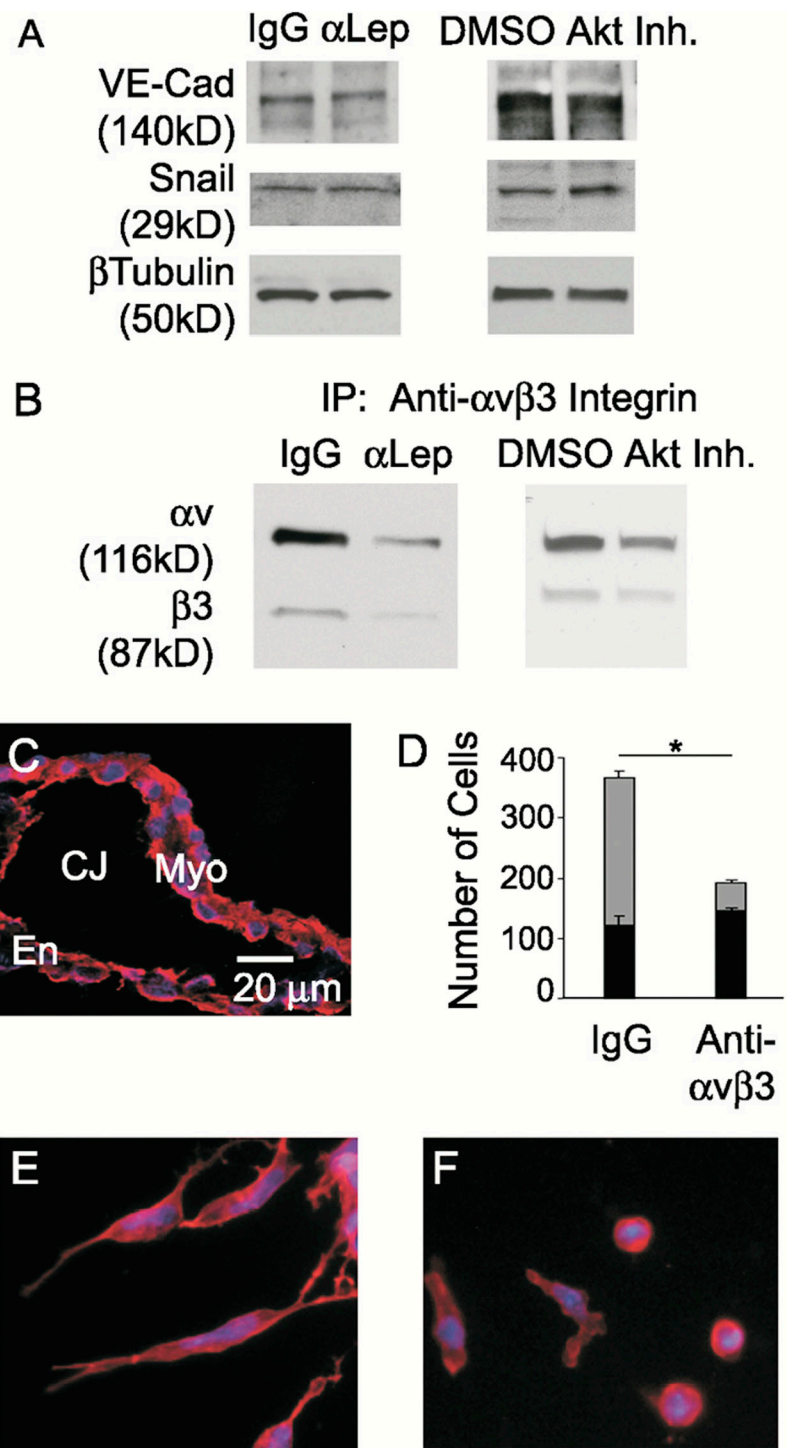 A
IgG αLep
DMSO Akt Inh.
VE-Cad
(140kD)
Snail
(29kD)
βTubulin
(50kD)
B
IP: Anti-αvβ3 Integrin
IgG αLep
DMSO Akt Inh.
αv
(116kD)
β3
(87kD)
C
CJ
Myo
En
20 μm
D
Number of Cells
400
300
200
100
0
*
IgG
Anti-
αvβ3
E
F